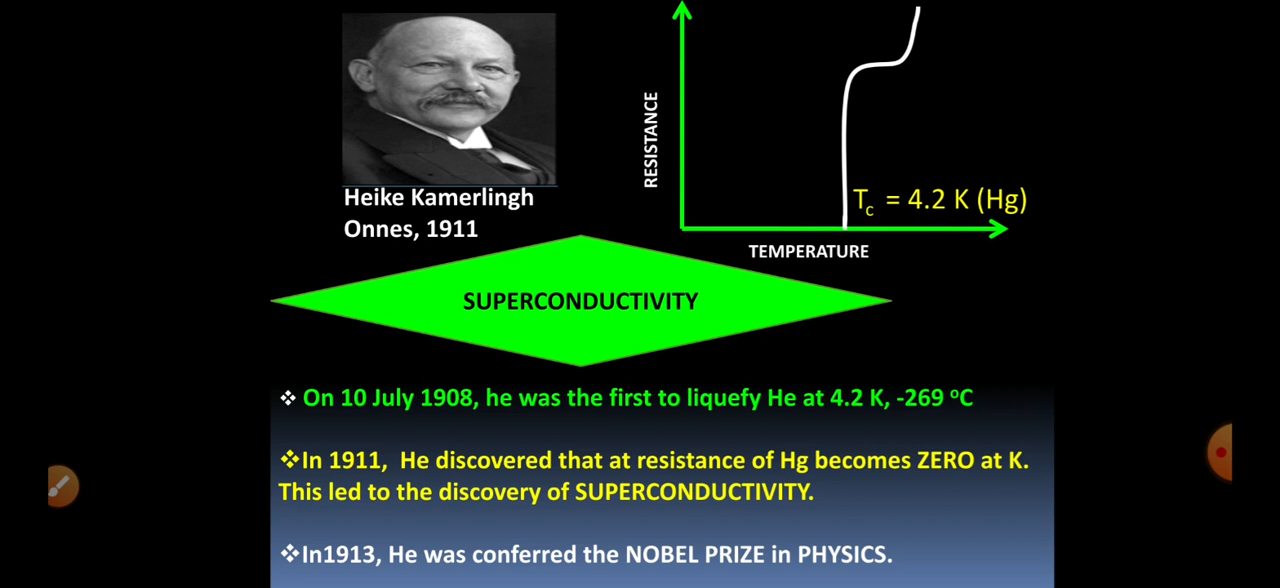 Heike Kamerlingh
Onnes, 1911
RESISTANCE
Tc = 4.2 K (Hg)
TEMPERATURE
SUPERCONDUCTIVITY
❖ On 10 July 1908, he was the first to liquefy He at 4.2 K, -269 ºC
❖In 1911, He discovered that at resistance of Hg becomes ZERO at K.
This led to the discovery of SUPERCONDUCTIVITY.
❖In1913, He was conferred the NOBEL PRIZE in PHYSICS.